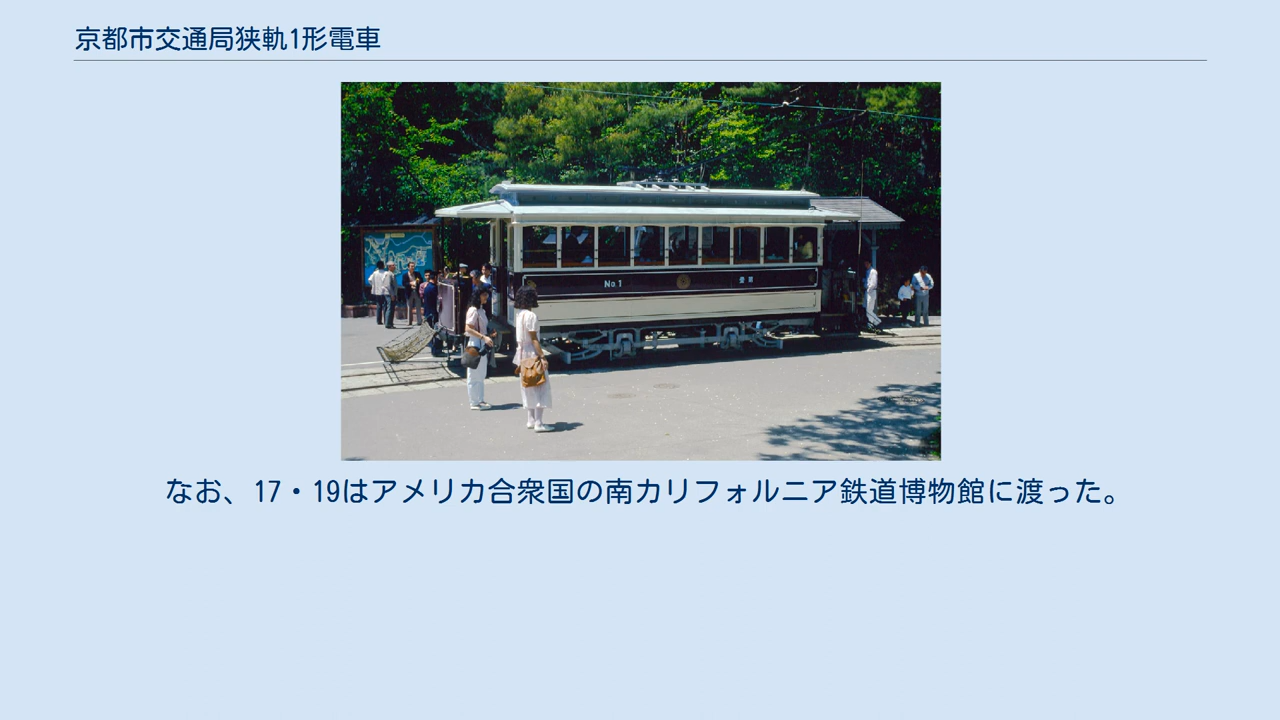 京都市交通局狭軌1形電車
No.1
なお、17・19はアメリカ合衆国の南カリフォルニア鉄道博物館に渡った。